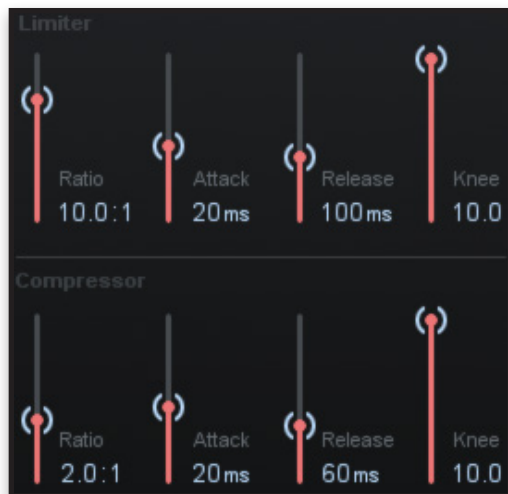 Limiter
Ratio Attack Release Knee
10.0:1 20ms 100ms 10.0
Compressor
Ratio Attack Release Knee
2.0:1 20ms 60ms 10.0